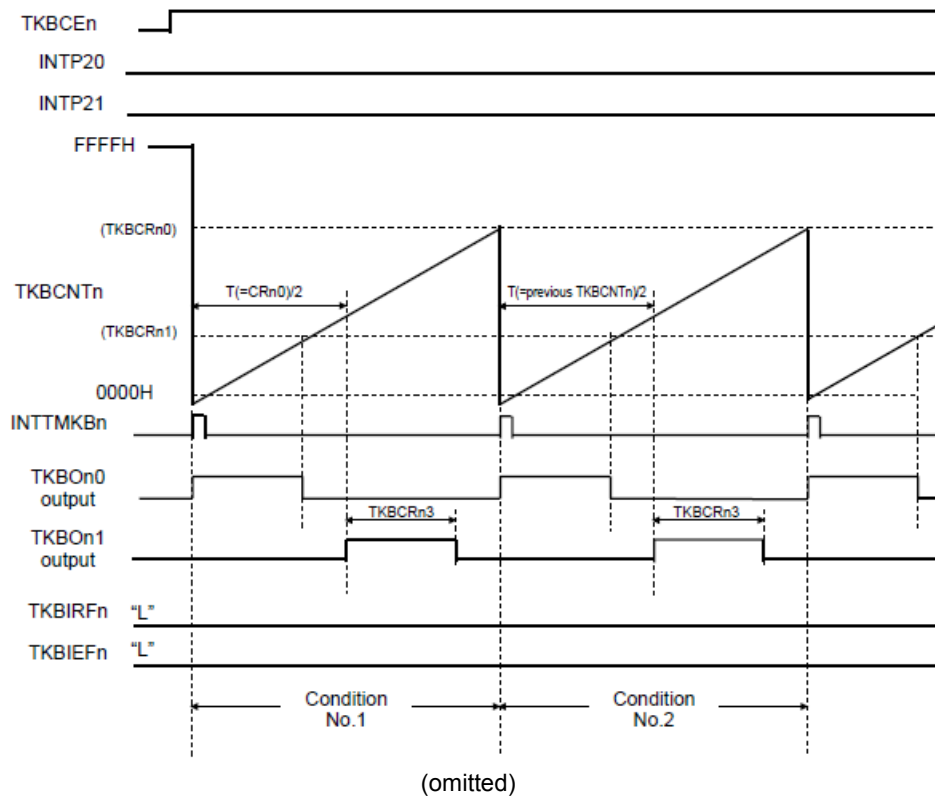 TKBCEn
INTP20
INTP21
FFFFH
(TKBCRn0)
T(=CRn0)/2
T(=previous TKBCNTn)/2
TKBCNTn
(TKBCRn1)
0000H
INTTMKBn
TKBOn0
output
TKBCRn3
TKBCRn3
TKBOn1
output
TKBIRFn "L"
TKBIEFn "L"
Condition
No.1
Condition
No.2
(omitted)